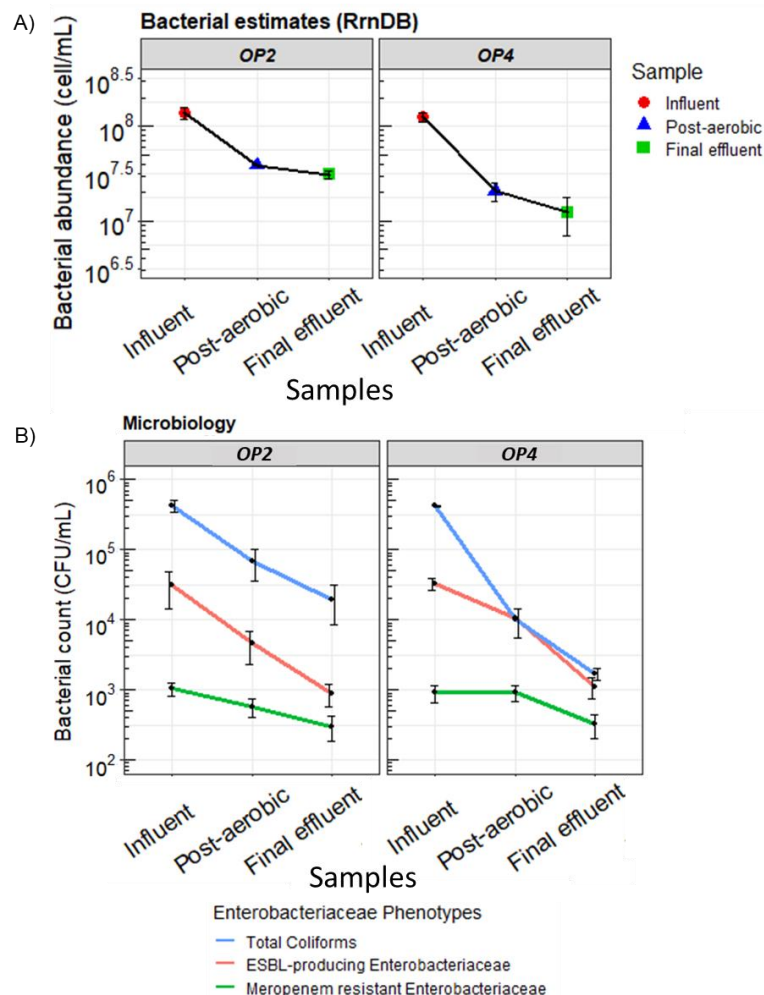 A)
Bacterial estimates (RrnDB)
OP2
OP4
Bacterial abundance (cell/mL)
10^8.5
10^8
10^7.5
10^7
10^6.5
Influent
Post-aerobic
Final effluent
Influent
Post-aerobic
Final effluent
Samples
Sample
Influent
Post-aerobic
Final effluent
B)
Microbiology
OP2
OP4
Bacterial count (CFU/mL)
10^6
10^5
10^4
10^3
10^2
Influent
Post-aerobic
Final effluent
Influent
Post-aerobic
Final effluent
Samples
Enterobacteriaceae Phenotypes
Total Coliforms
ESBL-producing Enterobacteriaceae
Meropenem resistant Enterobacteriaceae